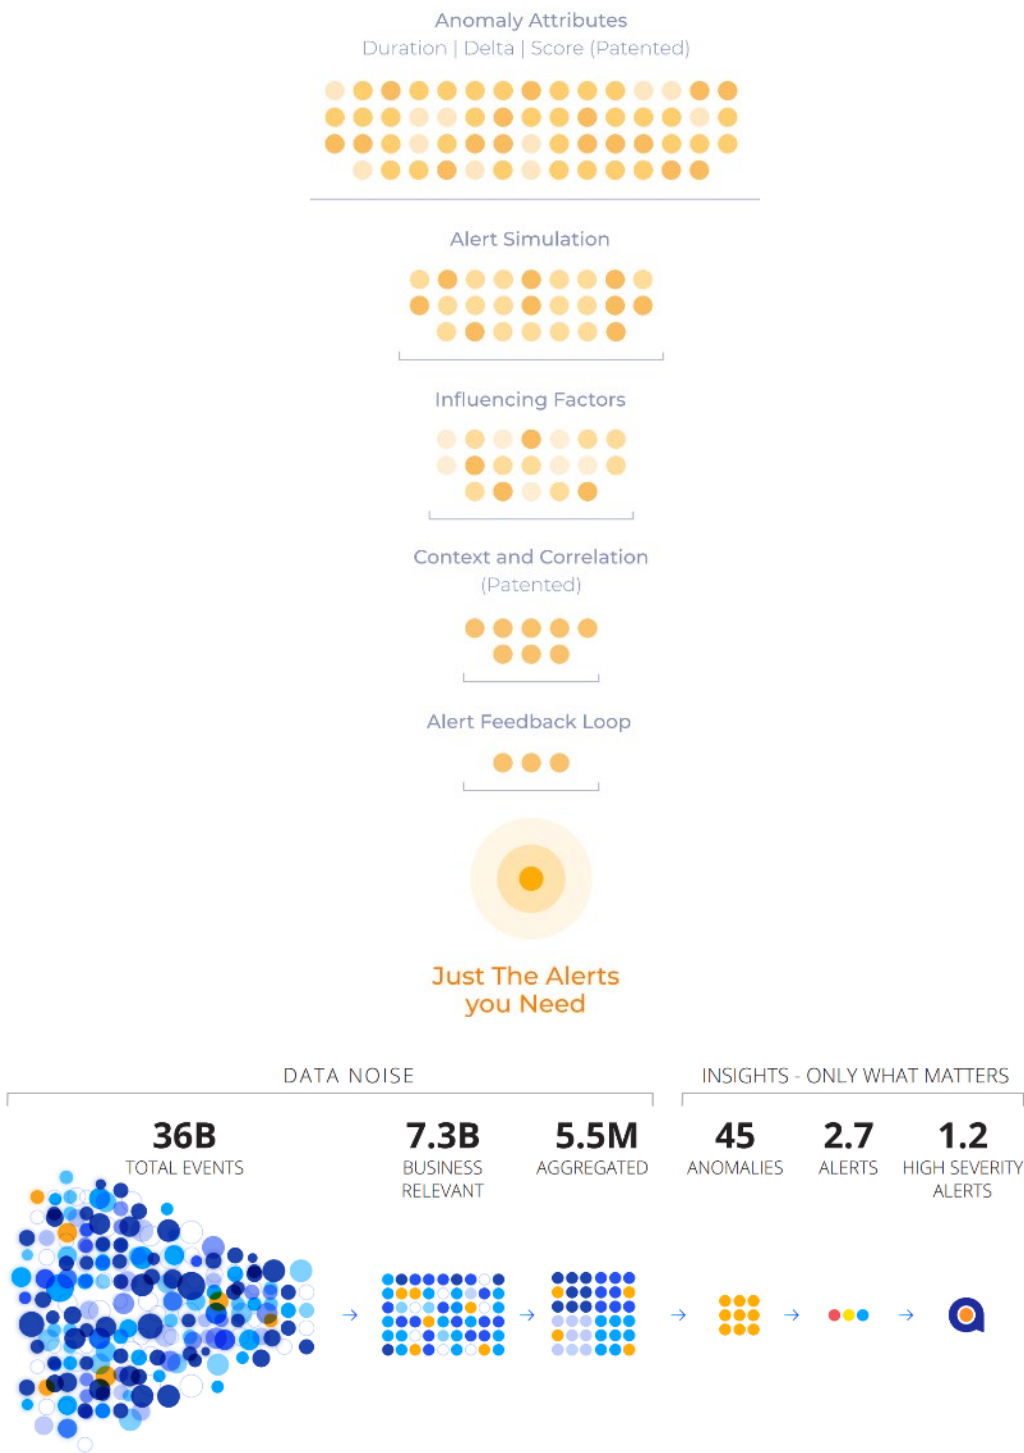 Anomaly Attributes
Duration | Delta | Score (Patented)
Alert Simulation
Influencing Factors
Context and Correlation
(Patented)
Alert Feedback Loop
Just The Alerts
you Need
DATA NOISE
INSIGHTS - ONLY WHAT MATTERS
36B
TOTAL EVENTS
7.3B
BUSINESS
RELEVANT
5.5M
AGGREGATED
45
ANOMALIES
2.7
ALERTS
1.2
HIGH SEVERITY
ALERTS